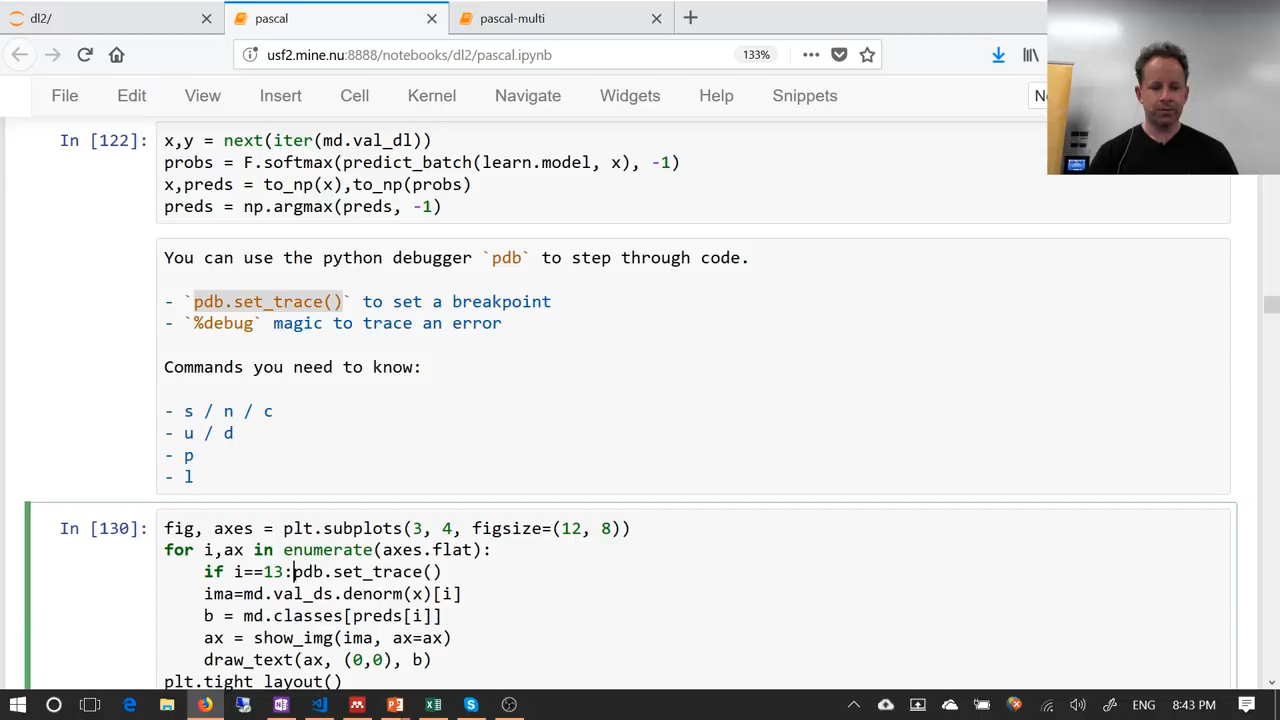 dl2/
pascal
pascal-multi
usf2.mine.nu:8888/notebooks/dl2/pascal.ipynb
133%
File Edit View Insert Cell Kernel Navigate Widgets Help Snippets
In [122]:
x,y = next(iter(md.val_dl))
probs = F.softmax(predict_batch(learn.model, x), -1)
x,preds = to_np(x),to_np(probs)
preds = np.argmax(preds, -1)
You can use the python debugger `pdb` to step through code.
- `pdb.set_trace()` to set a breakpoint
- `%debug` magic to trace an error
Commands you need to know:
- s / n / c
- u / d
- p
- l
In [130]:
fig, axes = plt.subplots(3, 4, figsize=(12, 8))
for i,ax in enumerate(axes.flat):
if i==13:pdb.set_trace()
ima=md.val_ds.denorm(x)[i]
b = md.classes[preds[i]]
ax = show_img(ima, ax=ax)
draw_text(ax, (0,0), b)
plt.tight_layout()
ENG
8:43 PM